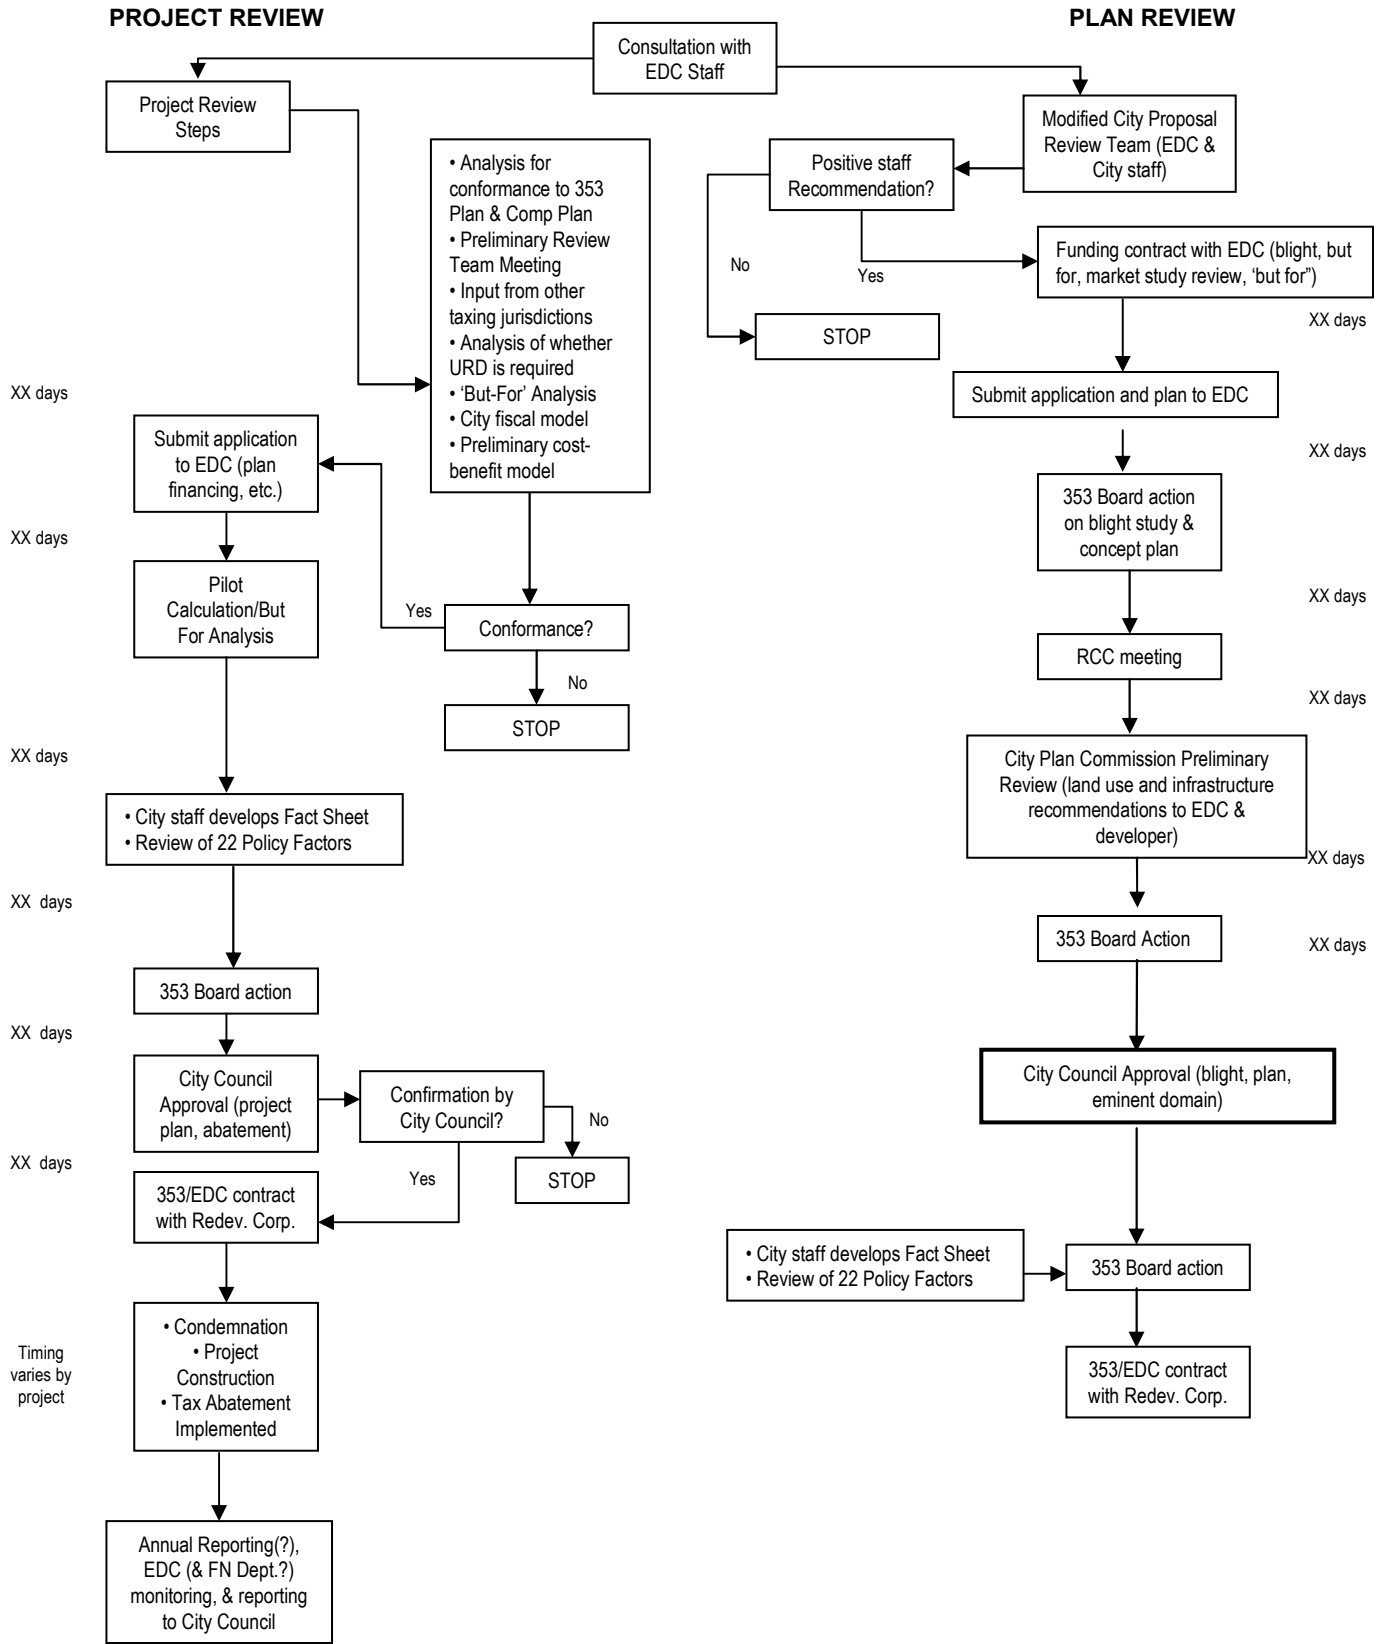 PROJECT REVIEW
PLAN REVIEW
Consultation with
EDC Staff
Project Review
Steps
Modified City Proposal
Review Team (EDC &
City staff)
Positive staff
Recommendation?
• Analysis for
conformance to 353
Plan & Comp Plan
• Preliminary Review
Team Meeting
• Input from other
taxing jurisdictions
• Analysis of whether
URD is required
• ‘But-For’ Analysis
• City fiscal model
• Preliminary cost-
benefit model
No
Yes
Funding contract with EDC (blight, but
for, market study review, ‘but for”)
XX days
STOP
Submit application and plan to EDC
XX days
XX days
Submit application
to EDC (plan
financing, etc.)
353 Board action
on blight study &
concept plan
XX days
Pilot
Calculation/But
For Analysis
Yes
Conformance?
XX days
RCC meeting
No
STOP
XX days
XX days
City Plan Commission Preliminary
Review (land use and infrastructure
recommendations to EDC &
developer)
• City staff develops Fact Sheet
• Review of 22 Policy Factors
XX days
XX days
353 Board Action
XX days
353 Board action
XX days
City Council
Approval (project
plan, abatement)
Confirmation by
City Council?
No
City Council Approval (blight, plan,
eminent domain)
XX days
Yes
STOP
353/EDC contract
with Redev. Corp.
• City staff develops Fact Sheet
• Review of 22 Policy Factors
353 Board action
Timing
varies by
project
• Condemnation
• Project
Construction
• Tax Abatement
Implemented
353/EDC contract
with Redev. Corp.
Annual Reporting(?),
EDC (& FN Dept.?)
monitoring, & reporting
to City Council